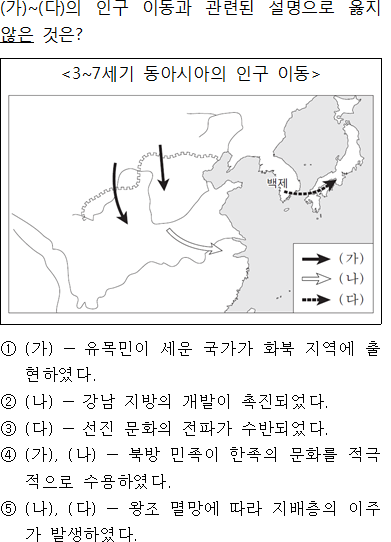 (가)~(다)의 인구 이동과 관련된 설명으로 옳지
않은 것은?
<3~7세기 동아시아의 인구 이동>
백제
(가)
(나)
(다)
① (가) - 유목민이 세운 국가가 화북 지역에 출
현하였다.
② (나) - 강남 지방의 개발이 촉진되었다.
③ (다) - 선진 문화의 전파가 수반되었다.
④ (가), (나) - 북방 민족이 한족의 문화를 적극
적으로 수용하였다.
⑤ (나), (다) - 왕조 멸망에 따라 지배층의 이주
가 발생하였다.